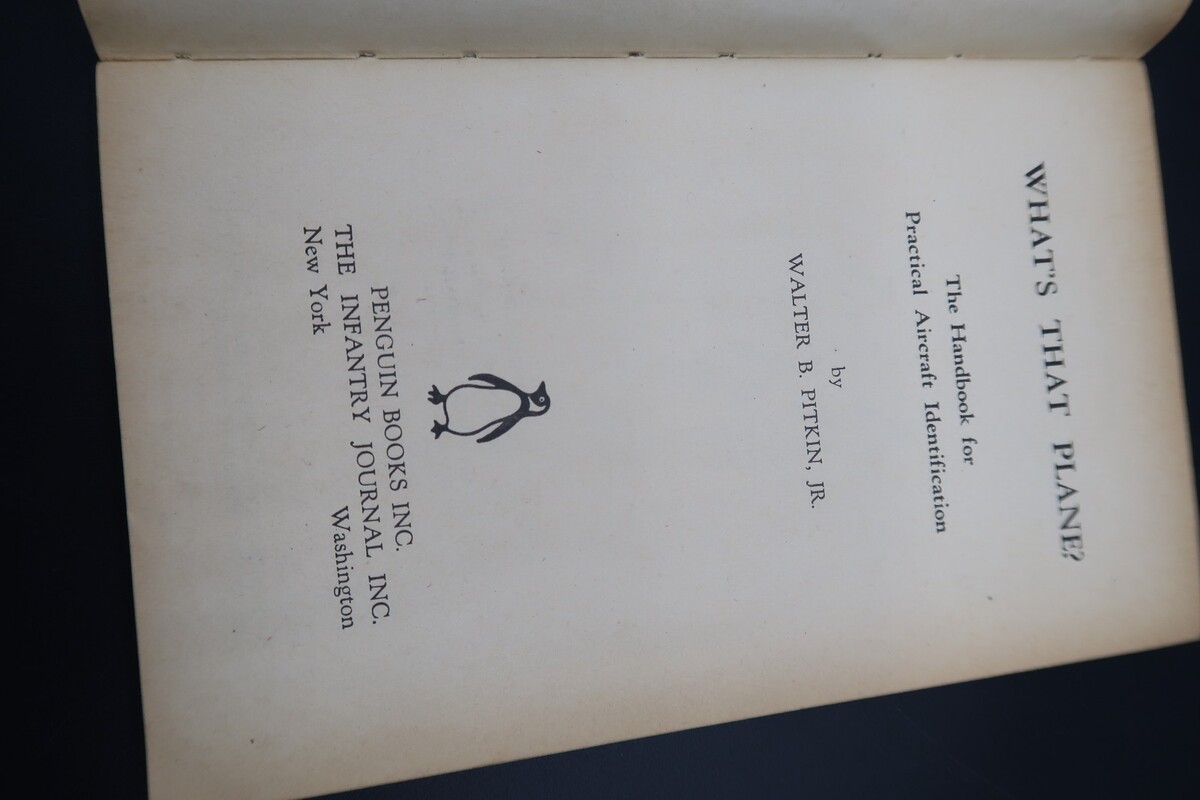 WHAT'S THAT PLANE?
The Handbook for
Practical Aircraft Identification
by
WALTER B. PITKIN, JR.
PENGUIN BOOKS INC.
THE INFANTRY JOURNAL INC.
New York Washington